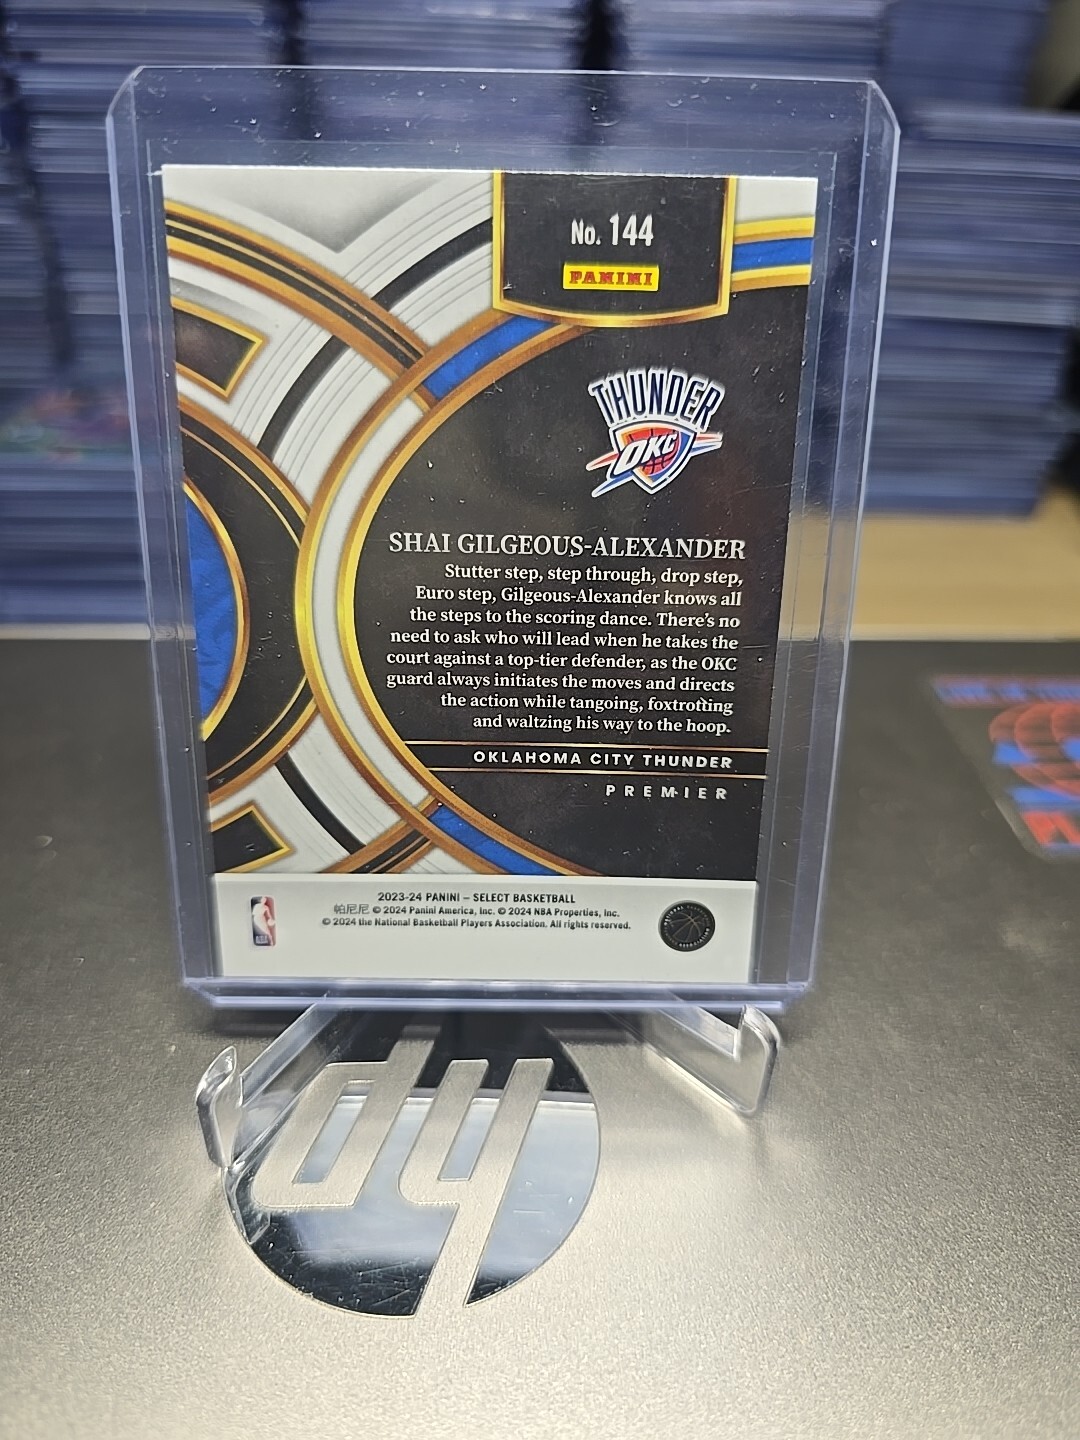 No. 144
PANINI
THUNDER
OKC
SHAI GILGEOUS-ALEXANDER
Stutter step, step through, drop step,
Euro step, Gilgeous-Alexander knows all
the steps to the scoring dance. There's no
need to ask who will lead when he takes the
court against a top-tier defender, as the OKC
guard always initiates the moves and directs
the action while tangoing, foxtrotting
and waltzing his way to the hoop.
OKLAHOMA CITY THUNDER
PREMIER
2023-24 PANINI – SELECT BASKETBALL
帕尼尼 © 2024 Panini America, Inc. © 2024 NBA Properties, Inc.
© 2024 the National Basketball Players Association. All rights reserved.
hp